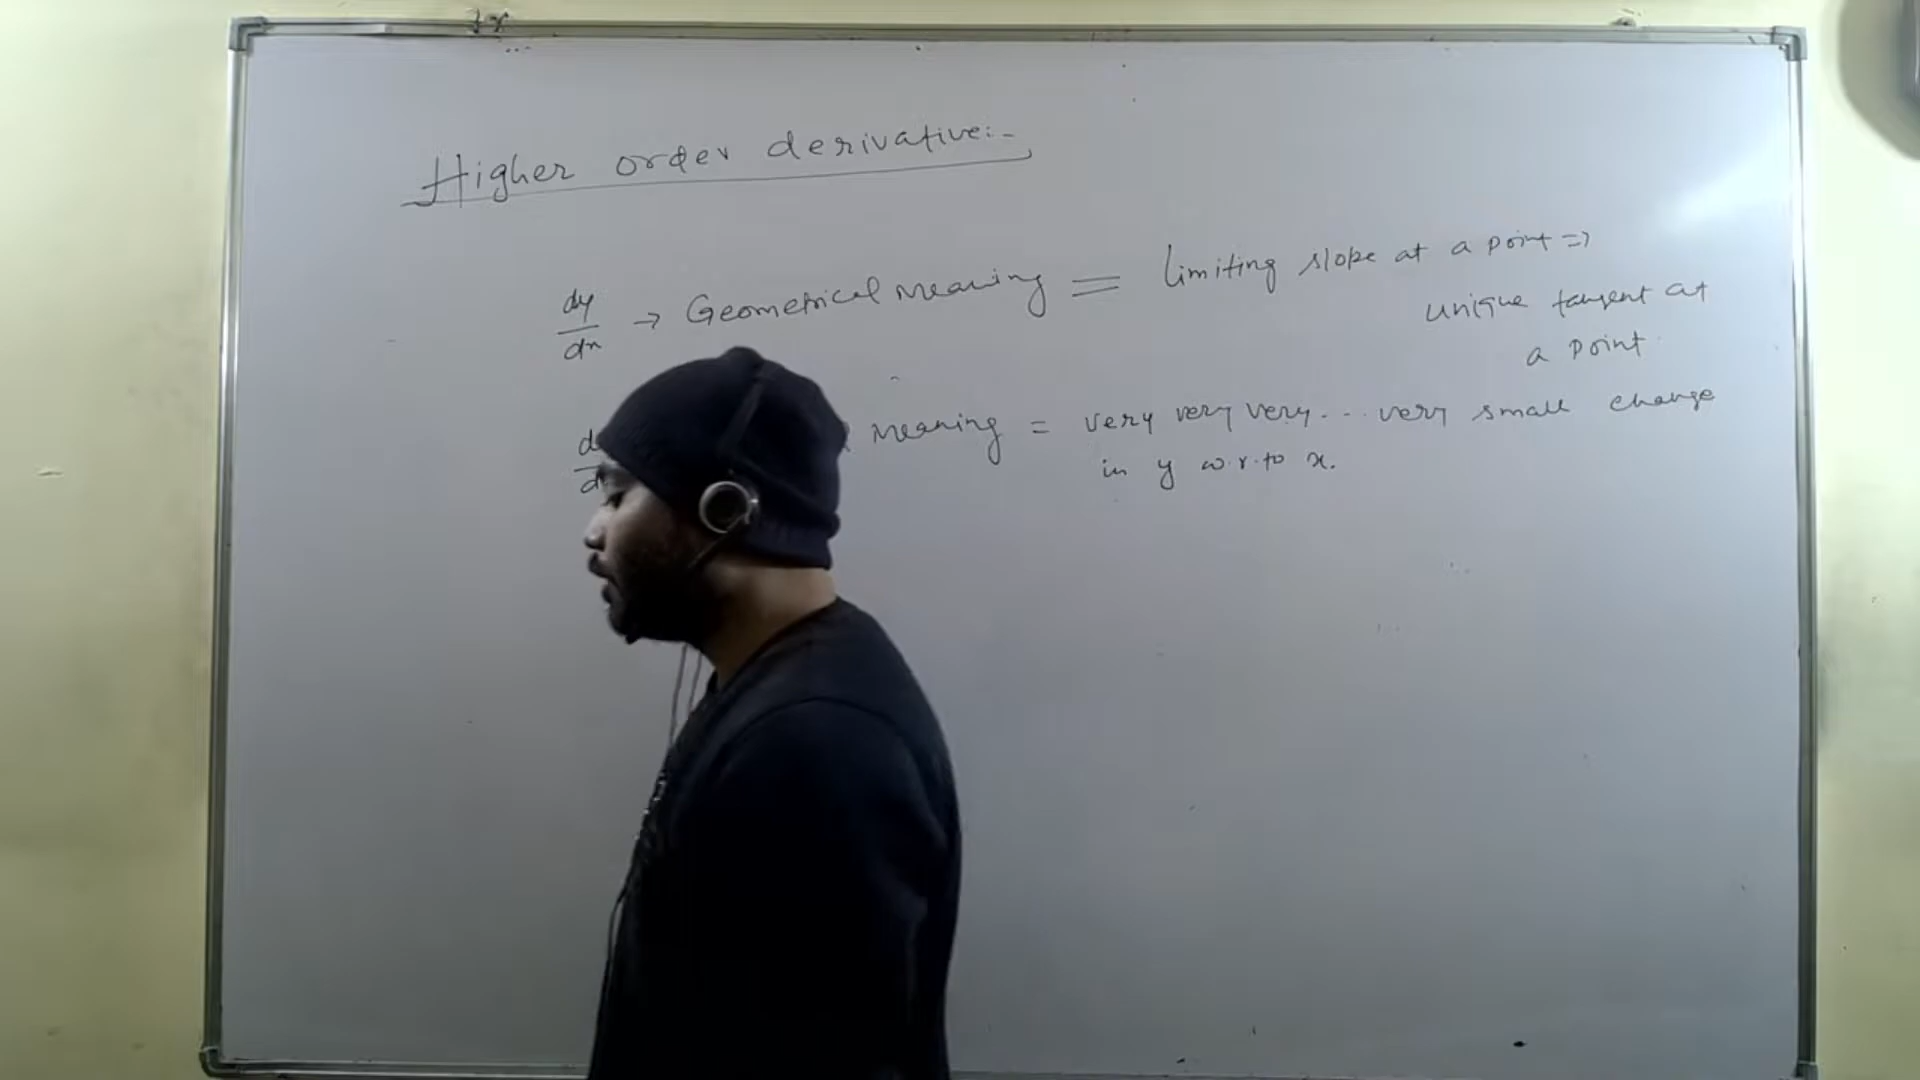 Higher order derivative:-
dy/dx → Geometrical meaning = limiting slope at a point ⇒
unique tangent at
a point
meaning = very very very... very small change
in y w.r.to x.